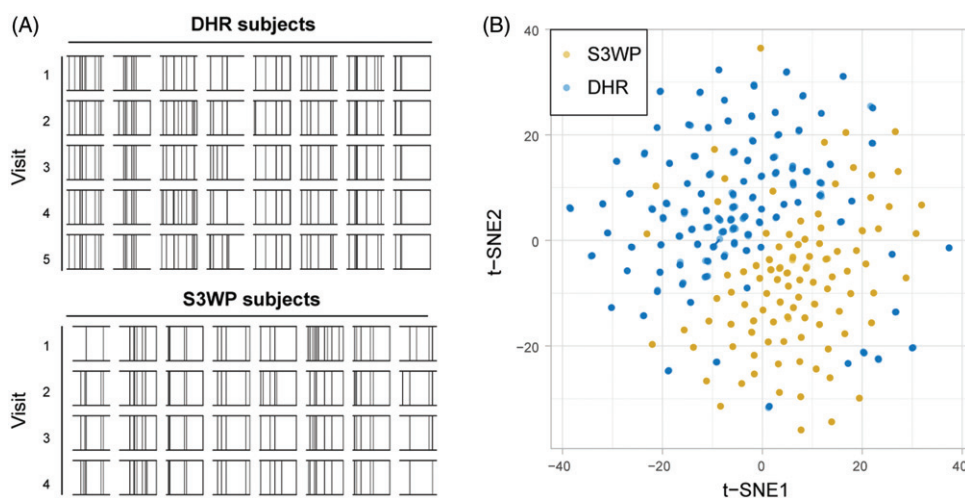 (A)
DHR subjects
Visit
1
2
3
4
5
S3WP subjects
Visit
1
2
3
4
(B)
S3WP
DHR
t−SNE2
40
20
0
−20
−40
−20
0
20
40
t−SNE1